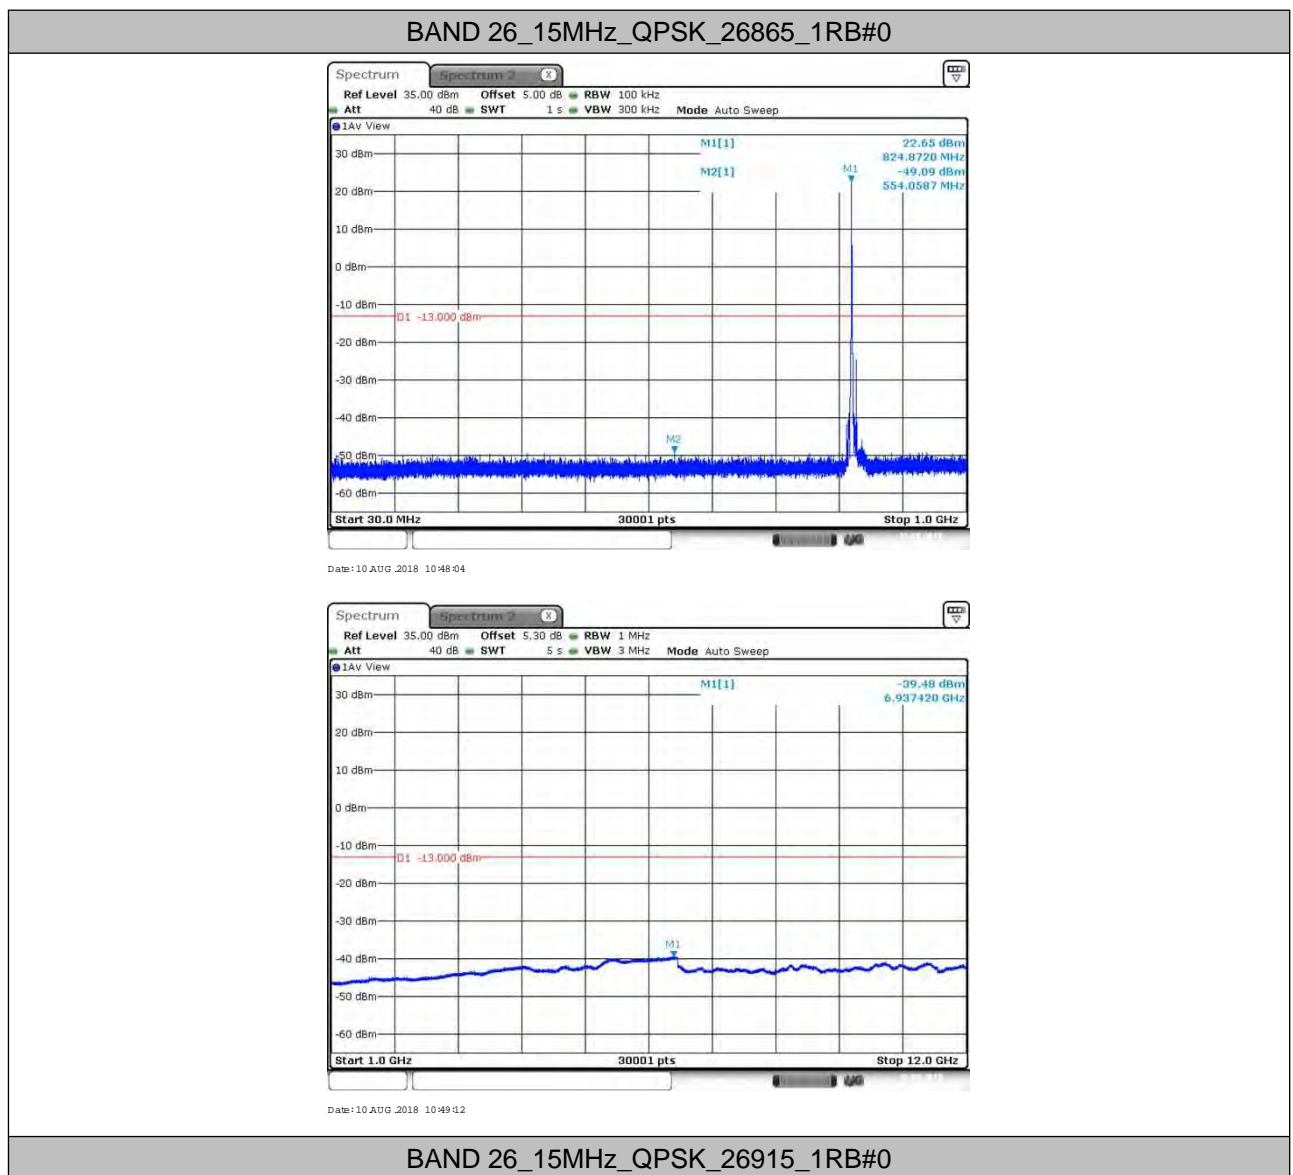 BAND 26_15MHz_QPSK_26865_1RB#0
Spectrum Spectrum 2 X
Ref Level 35.00 dBm Offset 5.00 dB RBW 100 kHz
Att 40 dB SWT 1 s VBW 300 kHz Mode Auto Sweep
1Av View
M1[1] 22.65 dBm
824.8720 MHz
M2[1] -49.09 dBm
554.0587 MHz
M1
30 dBm
20 dBm
10 dBm
0 dBm
-10 dBm
D1 -13.000 dBm
-20 dBm
-30 dBm
-40 dBm
M2
-50 dBm
-60 dBm
Start 30.0 MHz 30001 pts Stop 1.0 GHz
Date: 10.AUG.2018 10:48:04
Spectrum Spectrum 2 X
Ref Level 35.00 dBm Offset 5.30 dB RBW 1 MHz
Att 40 dB SWT 5 s VBW 3 MHz Mode Auto Sweep
1Av View
M1[1] -39.48 dBm
6.937420 GHz
30 dBm
20 dBm
10 dBm
0 dBm
-10 dBm
D1 -13.000 dBm
-20 dBm
-30 dBm
M1
-40 dBm
-50 dBm
-60 dBm
Start 1.0 GHz 30001 pts Stop 12.0 GHz
Date: 10.AUG.2018 10:49:12
BAND 26_15MHz_QPSK_26915_1RB#0